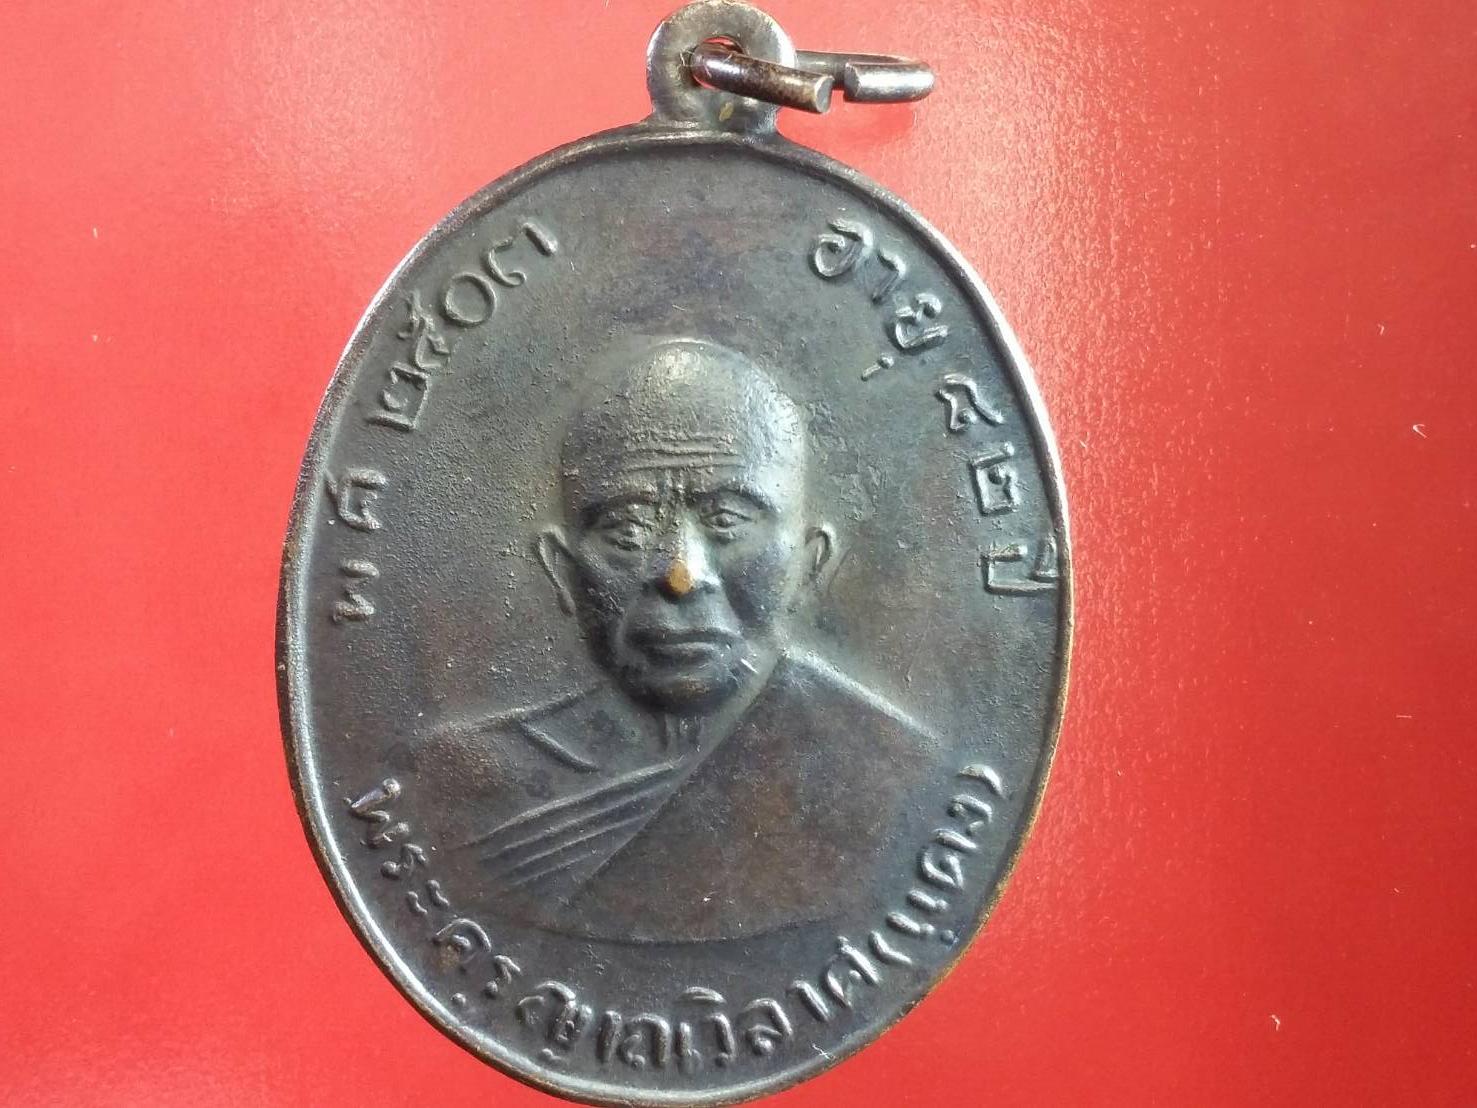 พ ศ ๒๕๐๓
อายุ ๘๒ ปี
พระครูญาณวิลาศ (แดง)